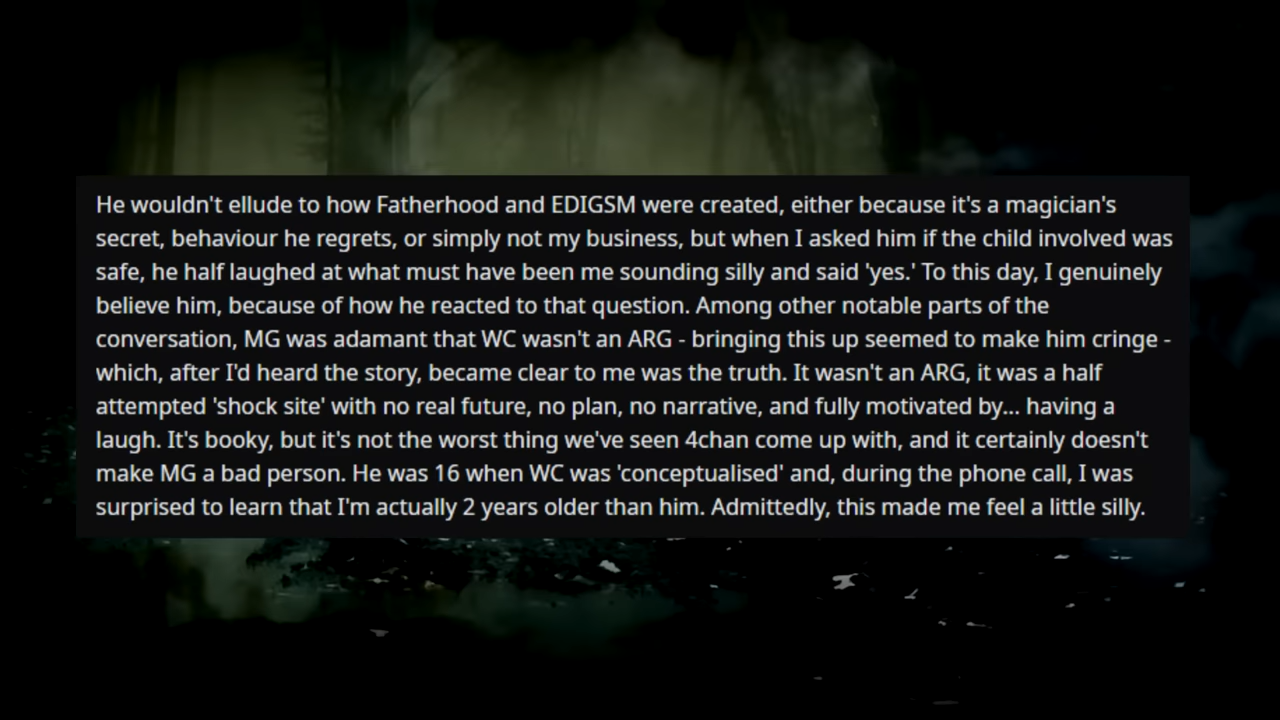 He wouldn't ellude to how Fatherhood and EDIGSM were created, either because it's a magician's
secret, behaviour he regrets, or simply not my business, but when I asked him if the child involved was
safe, he half laughed at what must have been me sounding silly and said 'yes.' To this day, I genuinely
believe him, because of how he reacted to that question. Among other notable parts of the
conversation, MG was adamant that WC wasn't an ARG - bringing this up seemed to make him cringe -
which, after I'd heard the story, became clear to me was the truth. It wasn't an ARG, it was a half
attempted 'shock site' with no real future, no plan, no narrative, and fully motivated by... having a
laugh. It's booky, but it's not the worst thing we've seen 4chan come up with, and it certainly doesn't
make MG a bad person. He was 16 when WC was 'conceptualised' and, during the phone call, I was
surprised to learn that I'm actually 2 years older than him. Admittedly, this made me feel a little silly.